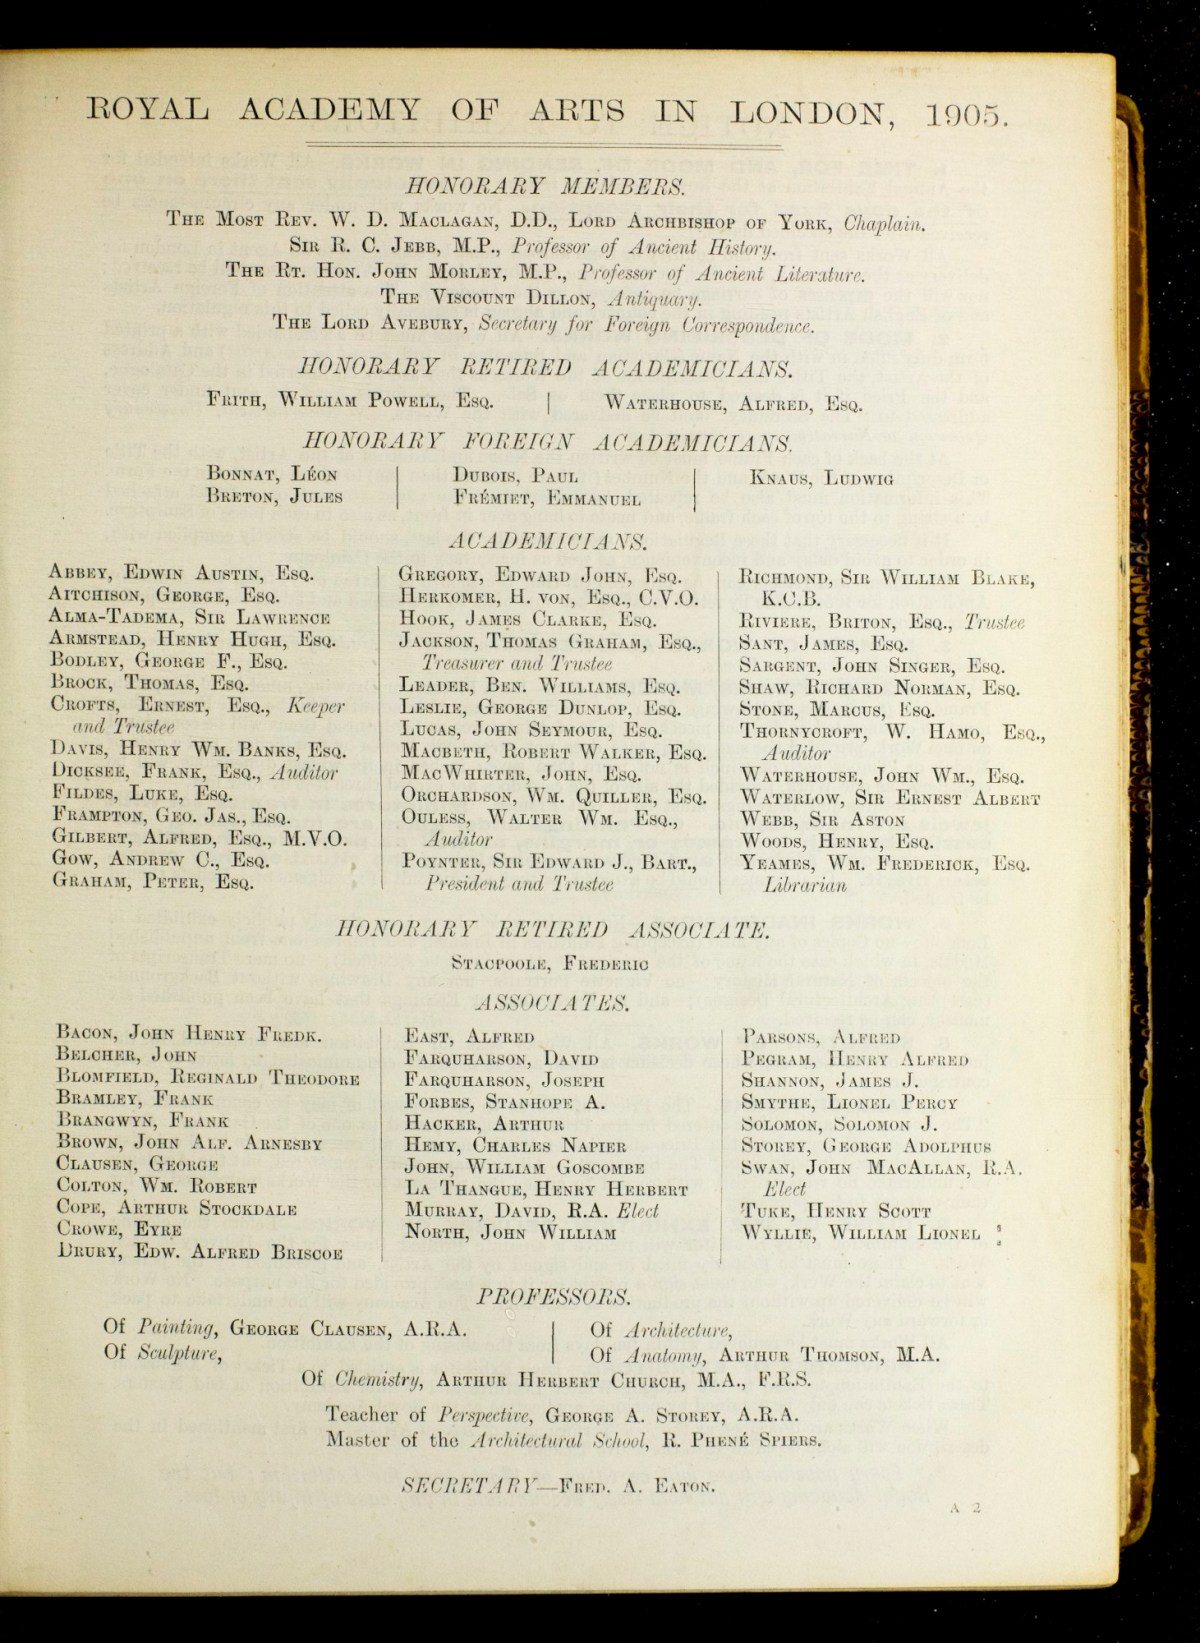 ROYAL ACADEMY OF ARTS IN LONDON, 1905.
HONORARY MEMBERS.
The Most Rev. W. D. Maclagan, D.D., Lord Archbishop of York, Chaplain.
Sir R. C. Jebb, M.P., Professor of Ancient History.
The Rt. Hon. John Morley, M.P., Professor of Ancient Literature.
The Viscount Dillon, Antiquary.
The Lord Avebury, Secretary for Foreign Correspondence.
HONORARY RETIRED ACADEMICIANS.
Frith, William Powell, Esq.
Waterhouse, Alfred, Esq.
HONORARY FOREIGN ACADEMICIANS.
Bonnat, Léon
Breton, Jules
Dubois, Paul
Frémiet, Emmanuel
Knaus, Ludwig
ACADEMICIANS.
Abbey, Edwin Austin, Esq.
Aitchison, George, Esq.
Alma-Tadema, Sir Lawrence
Armstead, Henry Hugh, Esq.
Bodley, George F., Esq.
Brock, Thomas, Esq.
Crofts, Ernest, Esq., Keeper
and Trustee
Davis, Henry Wm. Banks, Esq.
Dicksee, Frank, Esq., Auditor
Fildes, Luke, Esq.
Frampton, Geo. Jas., Esq.
Gilbert, Alfred, Esq., M.V.O.
Gow, Andrew C., Esq.
Graham, Peter, Esq.
Gregory, Edward John, Esq.
Herkomer, H. von, Esq., C.V.O.
Hook, James Clarke, Esq.
Jackson, Thomas Graham, Esq.,
Treasurer and Trustee
Leader, Ben. Williams, Esq.
Leslie, George Dunlop, Esq.
Lucas, John Seymour, Esq.
Macbeth, Robert Walker, Esq.
MacWhirter, John, Esq.
Orchardson, Wm. Quiller, Esq.
Ouless, Walter Wm. Esq.,
Auditor
Poynter, Sir Edward J., Bart.,
President and Trustee
Richmond, Sir William Blake,
K.C.B.
Riviere, Briton, Esq., Trustee
Sant, James, Esq.
Sargent, John Singer, Esq.
Shaw, Richard Norman, Esq.
Stone, Marcus, Esq.
Thornycroft, W. Hamo, Esq.,
Auditor
Waterhouse, John Wm., Esq.
Waterlow, Sir Ernest Albert
Webb, Sir Aston
Woods, Henry, Esq.
Yeames, Wm. Frederick, Esq.
Librarian
HONORARY RETIRED ASSOCIATE.
Stacpoole, Frederic
ASSOCIATES.
Bacon, John Henry Fredk.
Belcher, John
Blomfield, Reginald Theodore
Bramley, Frank
Brangwyn, Frank
Brown, John Alf. Arnesby
Clausen, George
Colton, Wm. Robert
Cope, Arthur Stockdale
Crowe, Eyre
Drury, Edw. Alfred Briscoe
East, Alfred
Farquharson, David
Farquharson, Joseph
Forbes, Stanhope A.
Hacker, Arthur
Hemy, Charles Napier
John, William Goscombe
La Thangue, Henry Herbert
Murray, David, R.A. Elect
North, John William
Parsons, Alfred
Pegram, Henry Alfred
Shannon, James J.
Smythe, Lionel Percy
Solomon, Solomon J.
Storey, George Adolphus
Swan, John MacAllan, R.A.
Elect
Tuke, Henry Scott
Wyllie, William Lionel
PROFESSORS.
Of Painting, George Clausen, A.R.A.
Of Sculpture,
Of Architecture,
Of Anatomy, Arthur Thomson, M.A.
Of Chemistry, Arthur Herbert Church, M.A., F.R.S.
Teacher of Perspective, George A. Storey, A.R.A.
Master of the Architectural School, R. Phené Spiers.
SECRETARY—Fred. A. Eaton.
A 2